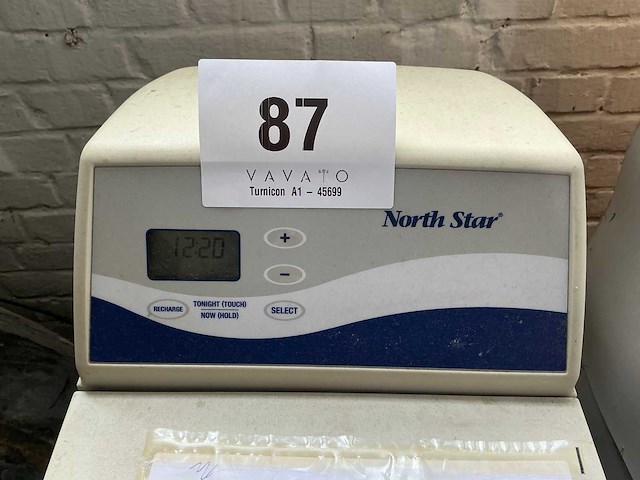 87
VAVATO
Turnicon A1 - 45699
North Star®
12:20
+
-
RECHARGE
TONIGHT (TOUCH)
NOW (HOLD)
SELECT